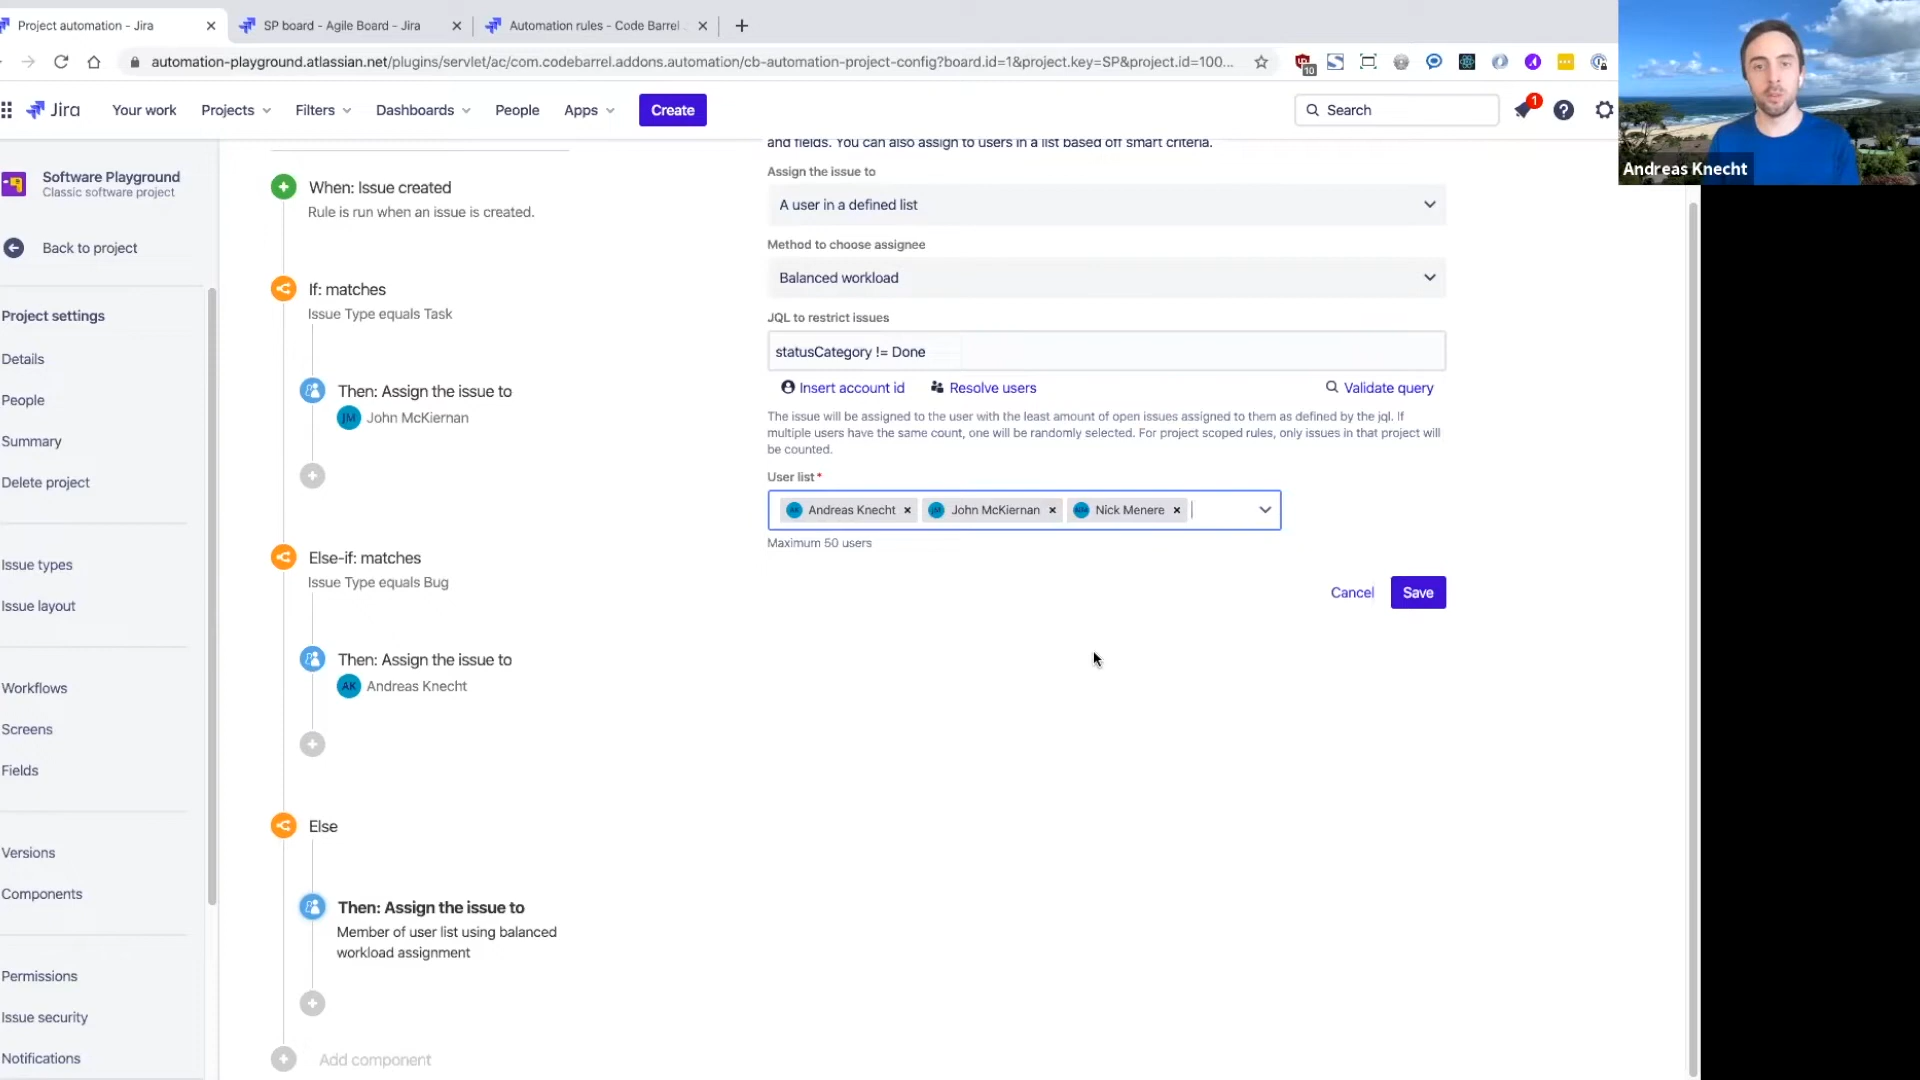 Project automation - Jira
SP board - Agile Board - Jira
Automation rules - Code Barrel
automation-playground.atlassian.net/plugins/servlet/ac/com.codebarrel.addons.automation/cb-automation-project-config?board.id=1&project.key=SP&project.id=100...
10
Jira
Your work
Projects
Filters
Dashboards
People
Apps
Create
Search
1
Andreas Knecht
Software Playground
Classic software project
Back to project
Project settings
Details
People
Summary
Delete project
Issue types
Issue layout
Workflows
Screens
Fields
Versions
Components
Permissions
Issue security
Notifications
When: Issue created
Rule is run when an issue is created.
If: matches
Issue Type equals Task
Then: Assign the issue to
JM John McKiernan
Else-if: matches
Issue Type equals Bug
Then: Assign the issue to
AK Andreas Knecht
Else
Then: Assign the issue to
Member of user list using balanced
workload assignment
Add component
and fields. You can also assign to users in a list based off smart criteria.
Assign the issue to
A user in a defined list
Method to choose assignee
Balanced workload
JQL to restrict issues
statusCategory != Done
Insert account id
Resolve users
Validate query
The issue will be assigned to the user with the least amount of open issues assigned to them as defined by the jql. If
multiple users have the same count, one will be randomly selected. For project scoped rules, only issues in that project will
be counted.
User list*
Andreas Knecht
John McKiernan
Nick Menere
Maximum 50 users
Cancel
Save